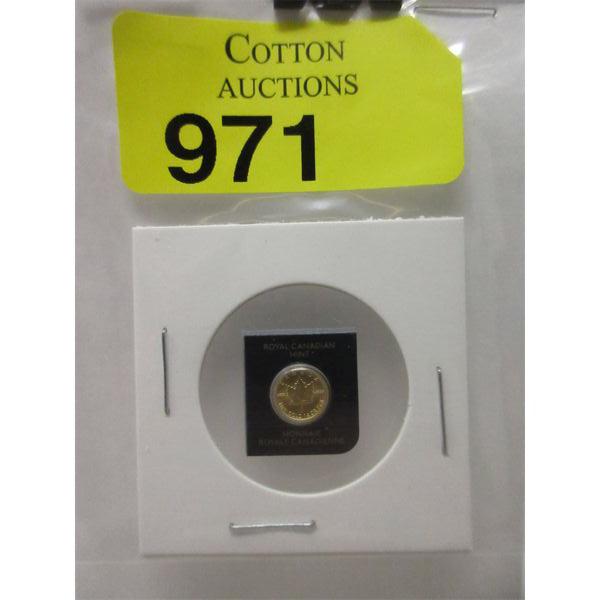 COTTON
AUCTIONS
971
ROYAL CANADIAN
MINT
MONNAIE
ROYALE CANADIENNE